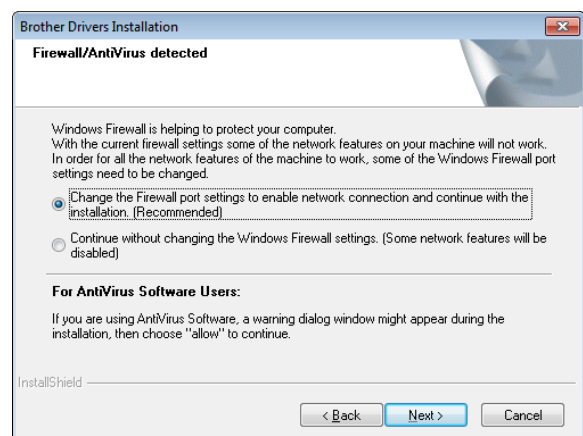 Brother Drivers Installation
Firewall/AntiVirus detected
Windows Firewall is helping to protect your computer.
With the current firewall settings some of the network features on your machine will not work.
In order for all the network features of the machine to work, some of the Windows Firewall port
settings need to be changed.
Change the Firewall port settings to enable network connection and continue with the
installation. (Recommended)
Continue without changing the Windows Firewall settings. (Some network features will be
disabled)
For AntiVirus Software Users:
If you are using AntiVirus Software, a warning dialog window might appear during the
installation, then choose "allow" to continue.
InstallShield
< Back Next > Cancel